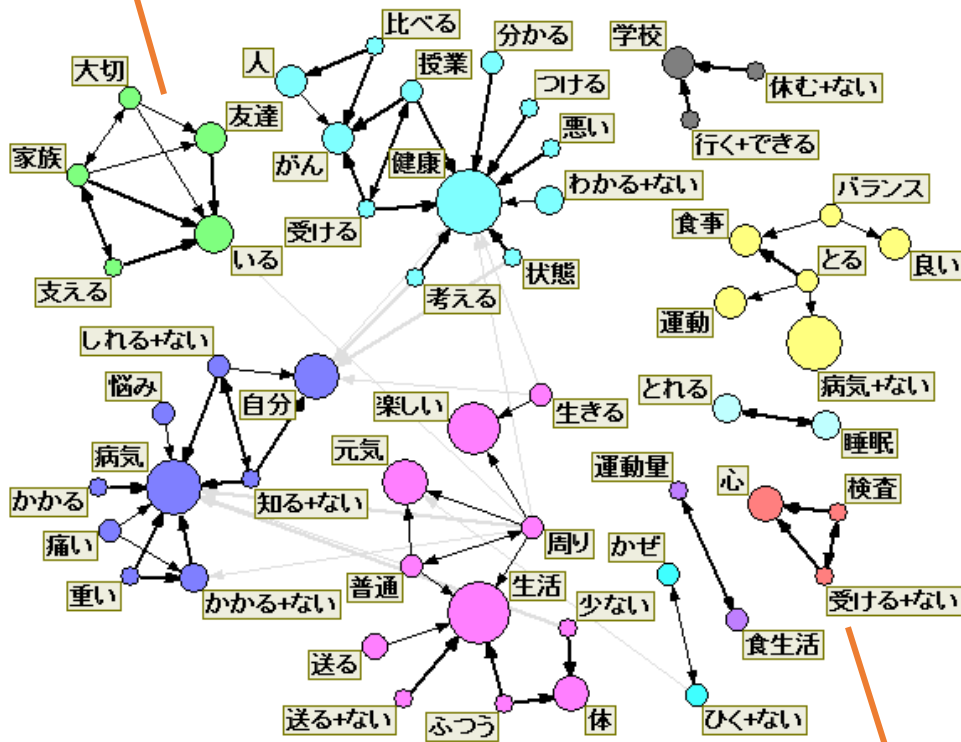 比べる
分かる
学校
人
授業
大切
休む+ない
つける
友達
悪い
行く+できる
家族
がん
健康
わかる+ない
バランス
食事
受ける
いる
とる
良い
支える
考える
状態
運動
しれる+ない
悩み
自分
楽しい
生きる
とれる
病気+ない
睡眠
病気
元気
運動量
心
検査
かかる
知る+ない
痛い
周り
かぜ
重い
かかる+ない
普通
生活
少ない
受ける+ない
送る
食生活
送る+ない
ふつう
体
ひく+ない